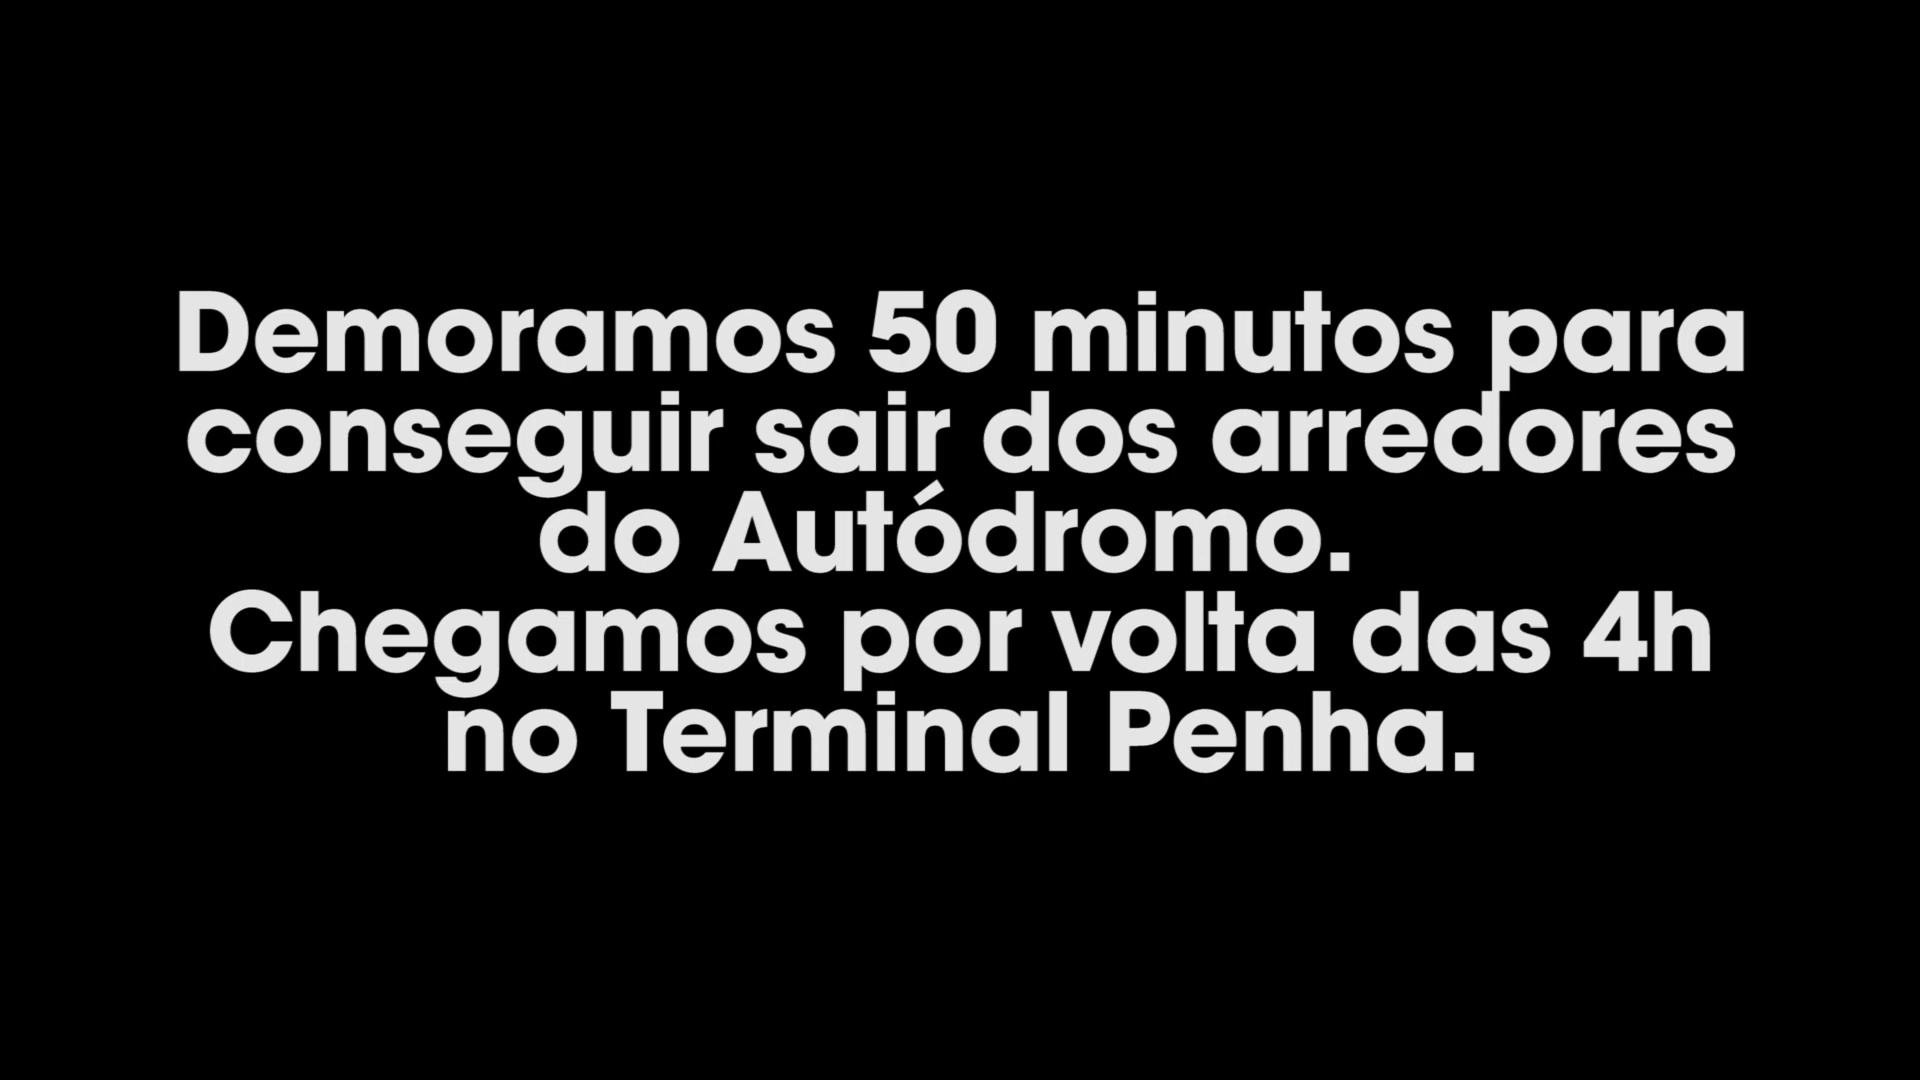 Demoramos 50 minutos para
conseguir sair dos arredores
do Autódromo.
Chegamos por volta das 4h
no Terminal Penha.